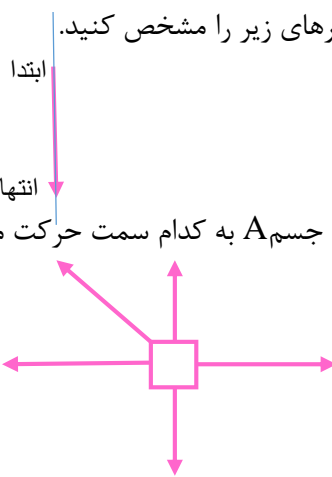 رهای زیر را مشخص کنید.
ابتدا
انتها
جسمA به کدام سمت حرکت